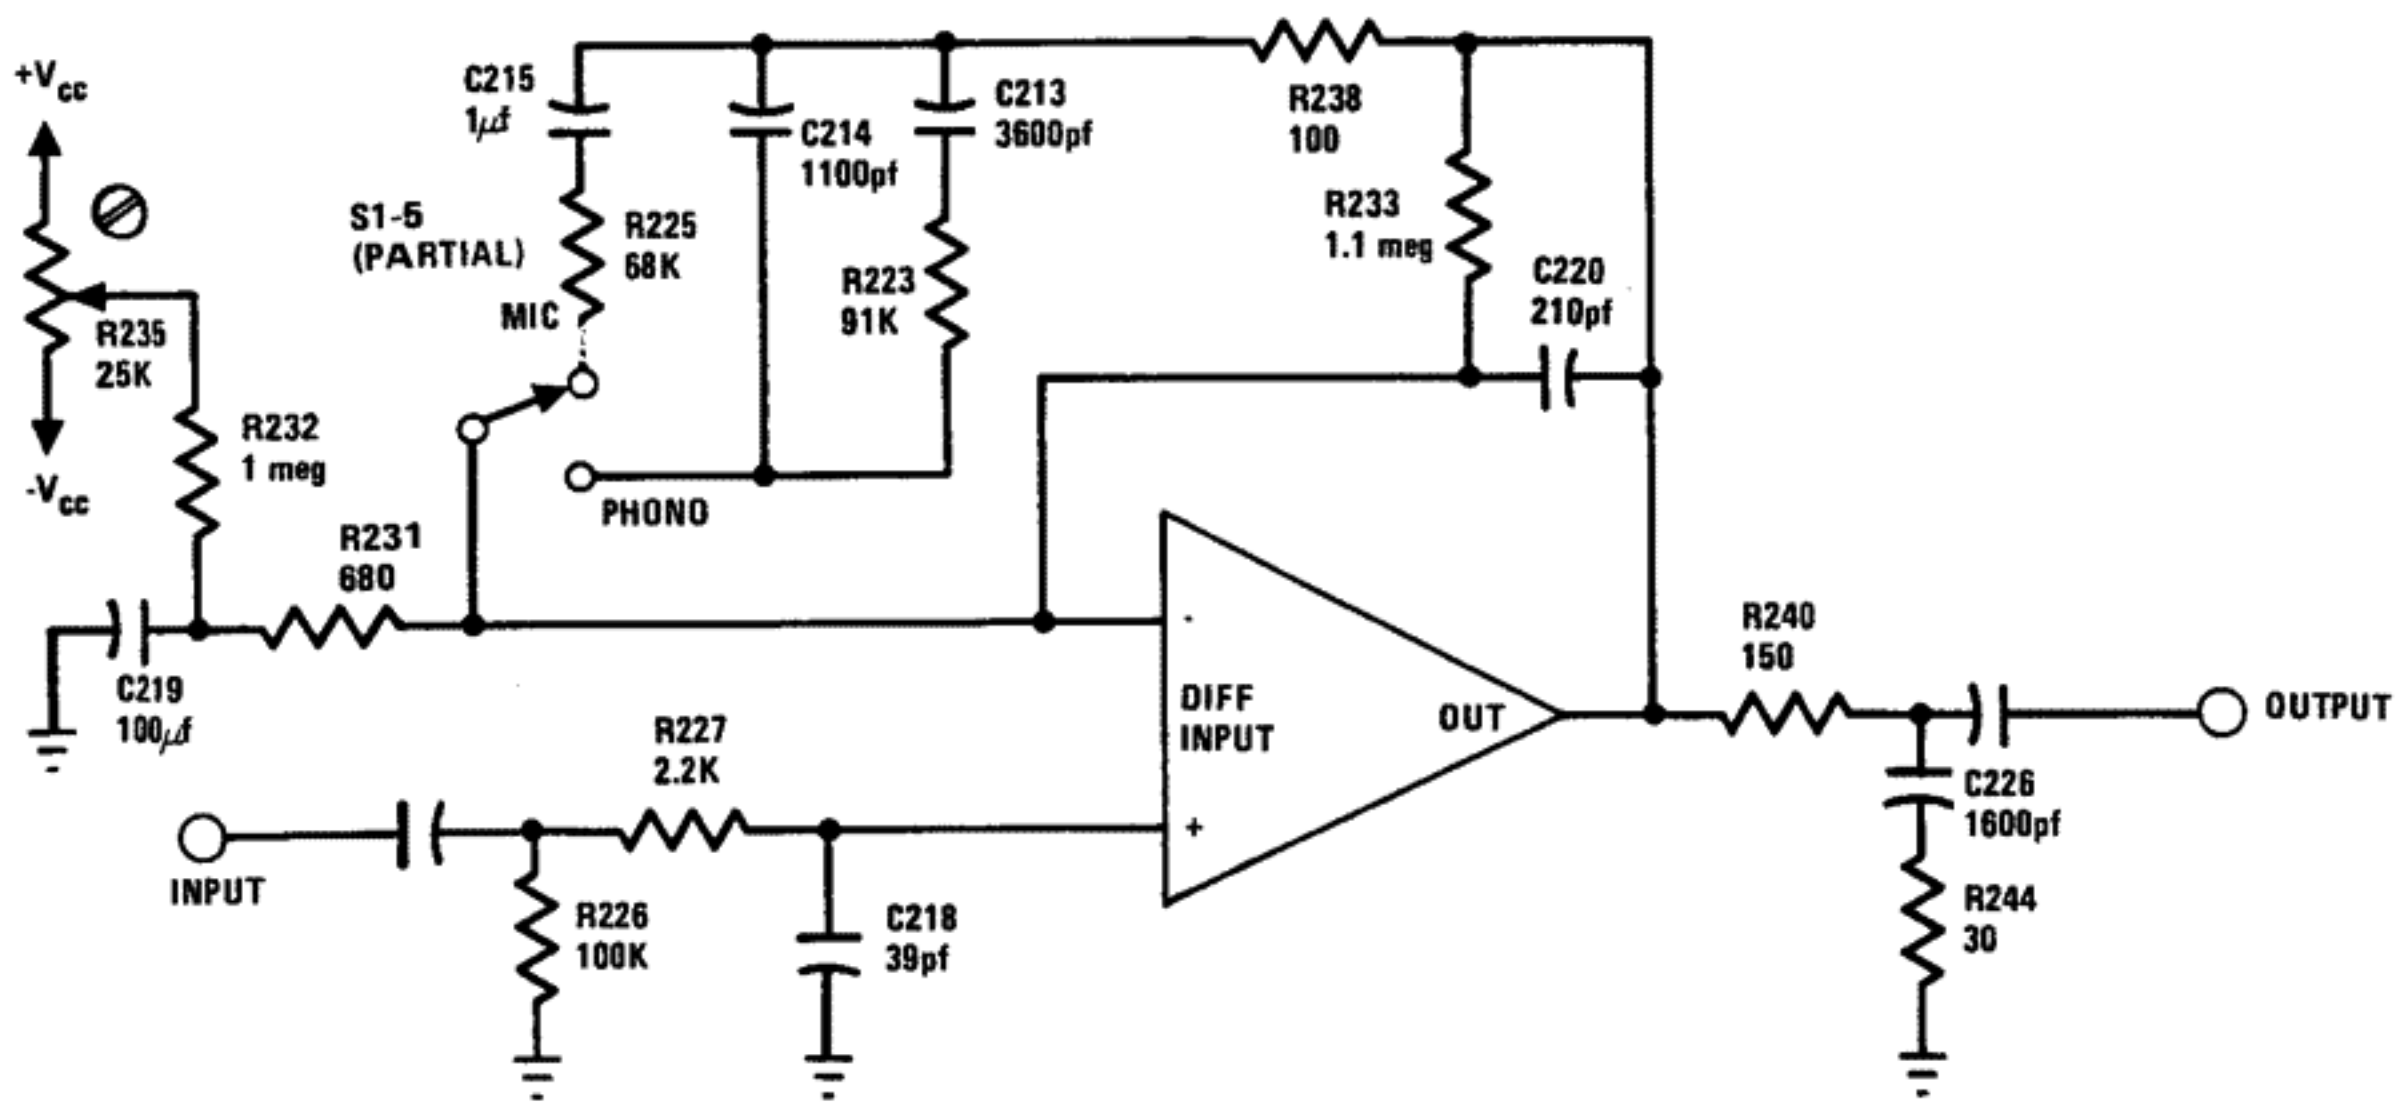 +Vcc
R235
25K
-Vcc
R232
1 meg
C219
100µf
R231
680
S1-5
(PARTIAL)
MIC
PHONO
C215
1µf
R225
68K
C214
1100pf
R223
91K
C213
3600pf
R238
100
R233
1.1 meg
C220
210pf
-
DIFF
INPUT
+
OUT
INPUT
R227
2.2K
R226
100K
C218
39pf
R240
150
C226
1600pf
R244
30
OUTPUT